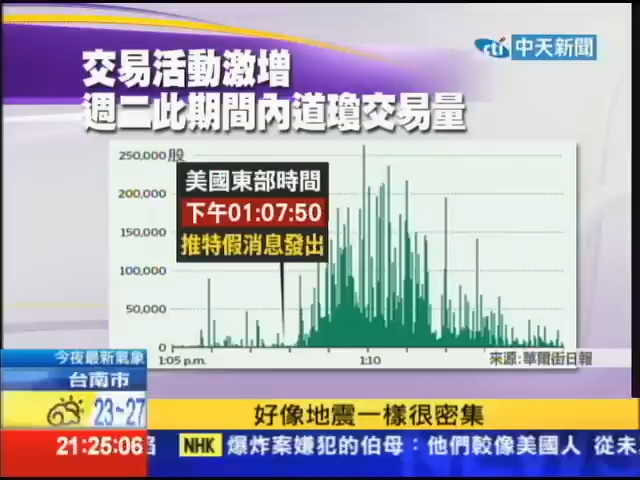 交易活動激增
週二此期間內道瓊交易量
cti 中天新聞
250,000股
200,000
150,000
100,000
50,000
0
美國東部時間
下午01:07:50
推特假消息發出
1:05 p.m.
1:10
來源:華爾街日報
今夜最新氣象
台南市
23~27
好像地震一樣很密集
21:25:06
NHK 爆炸案嫌犯的伯母：他們較像美國人 從未